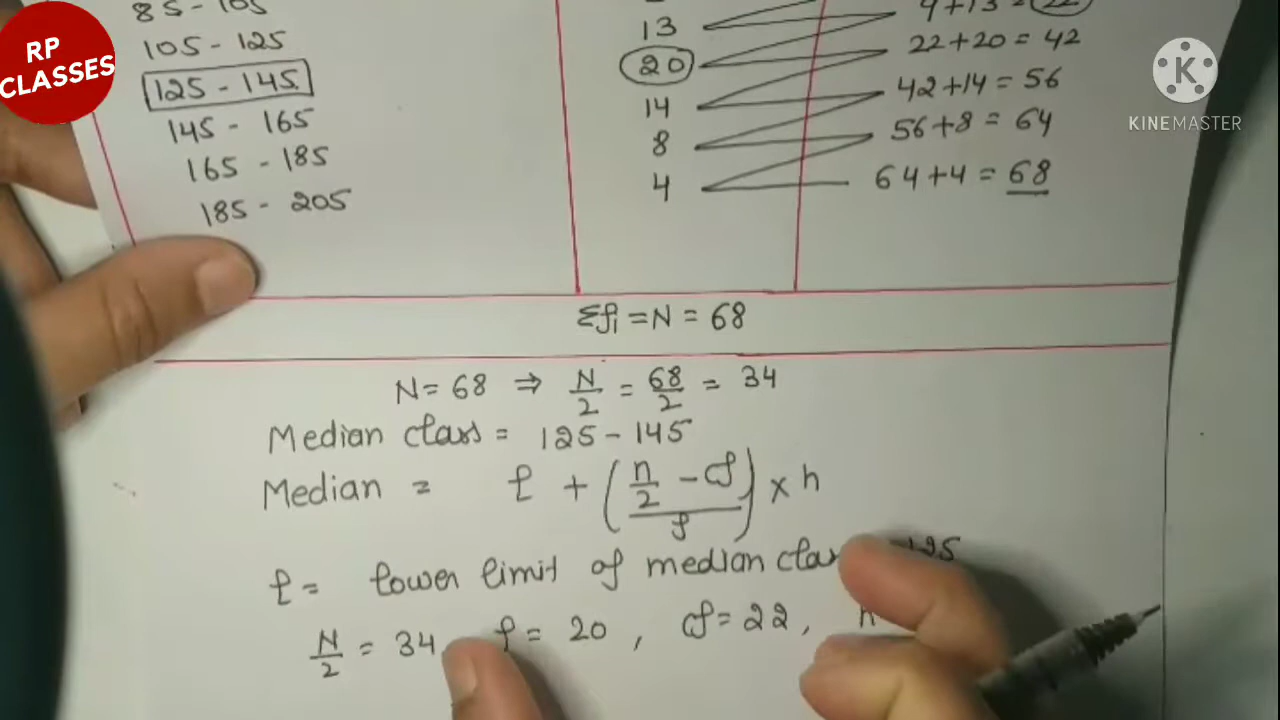 RP
CLASSES
KINEMASTER
85 - 105
105 - 125 13 22+20 = 42
125 - 145 20 42+14 = 56
145 - 165 14 56+8 = 64
165 - 185 8 64+4 = 68
185 - 205 4
Σfi = N = 68
N = 68 ⇒ N/2 = 68/2 = 34
Median class = 125 - 145
Median = l + (n/2 - cf / f) × h
l = lower limit of median clas 125
N/2 = 34 f = 20 , cf = 22 , h